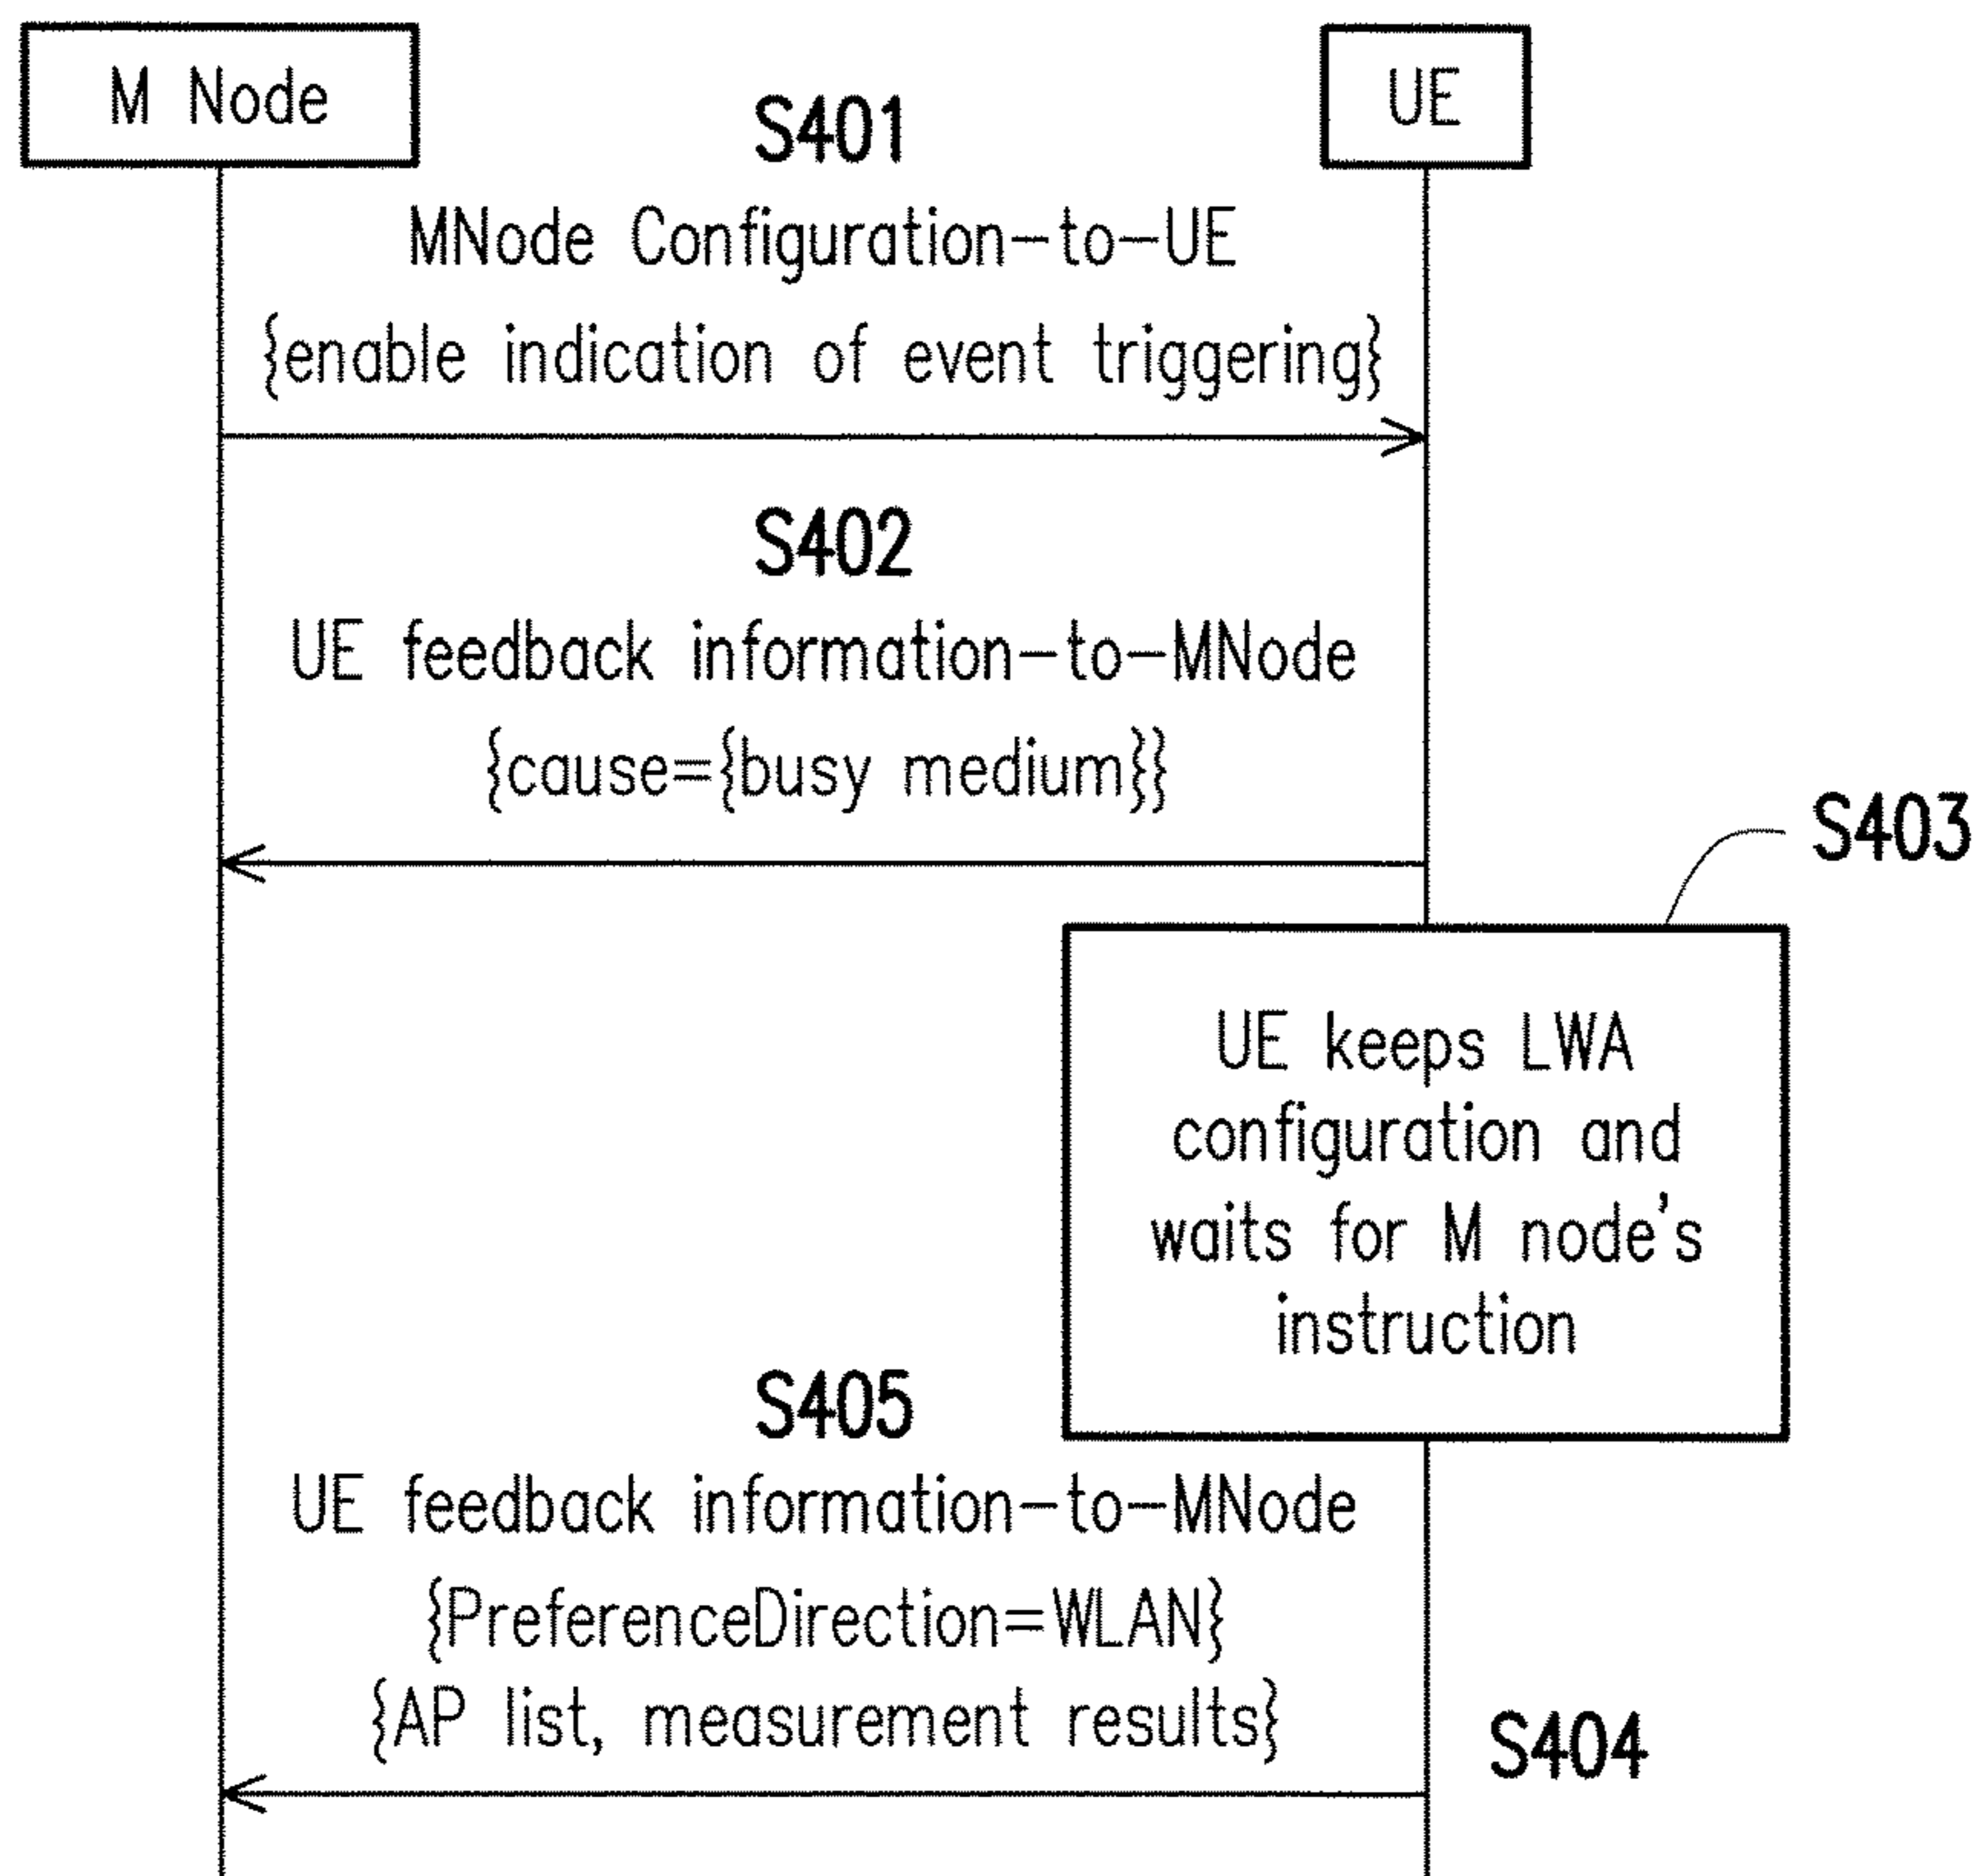 M Node
UE
S401
MNode Configuration-to-UE
{enable indication of event triggering}
S402
UE feedback information-to-MNode
{cause={busy medium}}
S403
UE keeps LWA
configuration and
waits for M node's
instruction
S405
UE feedback information-to-MNode
{PreferenceDirection=WLAN}
{AP list, measurement results}
S404